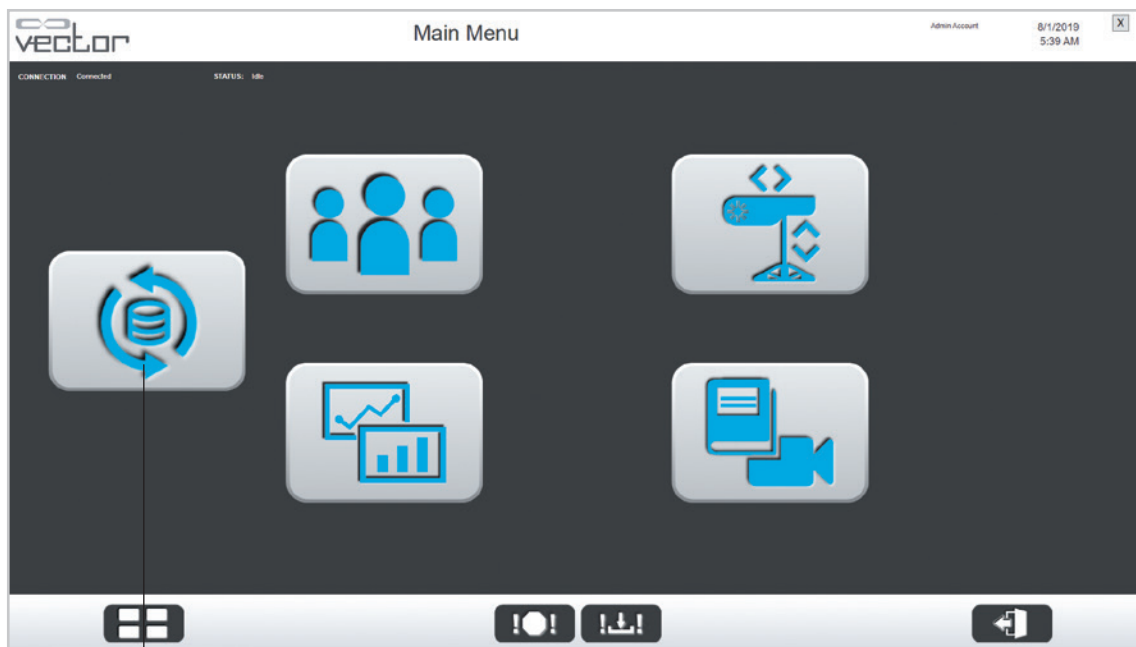 vector
Main Menu
Admin Account
8/1/2019
5:39 AM
X
CONNECTION Connected
STATUS: Idle
! !
! !